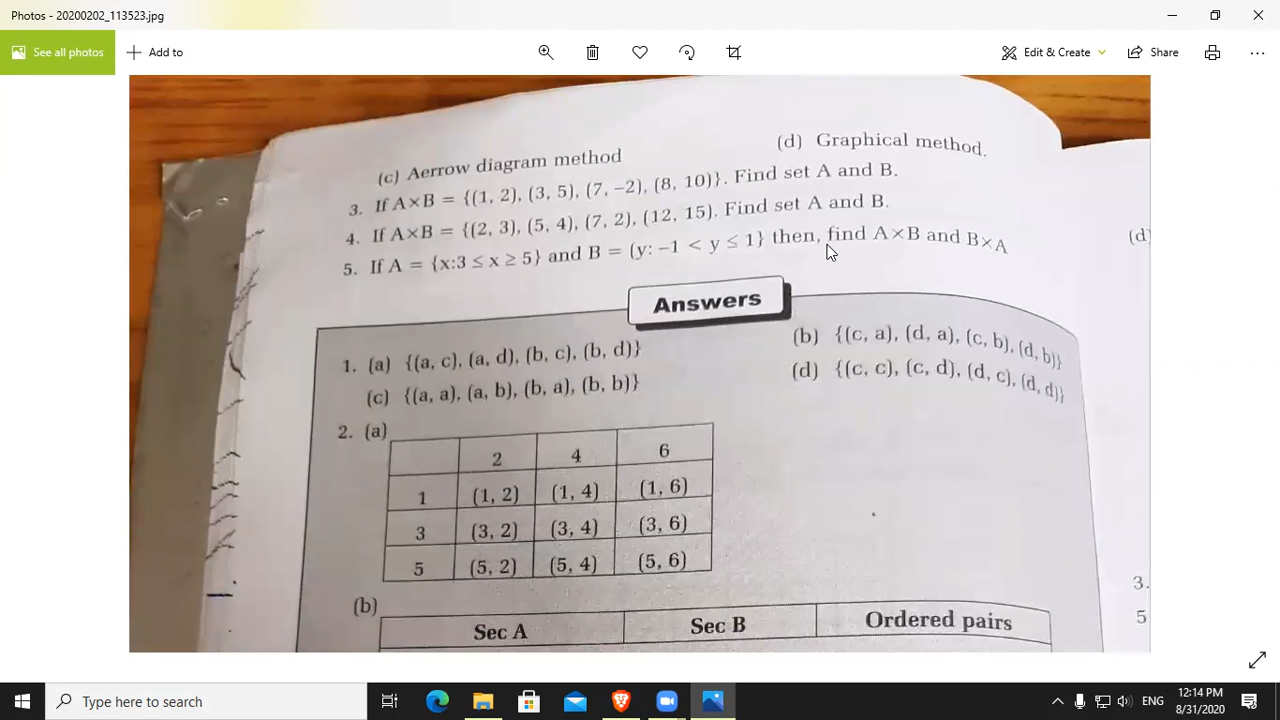 Photos - 20200202_113523.jpg
See all photos
Add to
Edit & Create
Share
(c) Aerrow diagram method (d) Graphical method.
3. If A×B = {(1, 2), (3, 5), (7, –2), (8, 10)}. Find set A and B.
4. If A×B = {(2, 3), (5, 4), (7, 2), (12, 15). Find set A and B.
5. If A = {x:3 ≤ x ≥ 5} and B = (y: –1 < y ≤ 1} then, find A×B and B×A
(d)
Answers
1. (a) {(a, c), (a, d), (b, c), (b, d)} (b) {(c, a), (d, a), (c, b), (d, b)}
(c) {(a, a), (a, b), (b, a), (b, b)} (d) {(c, c), (c, d), (d, c), (d, d)}
2. (a)
2 4 6
1 (1, 2) (1, 4) (1, 6)
3 (3, 2) (3, 4) (3, 6)
5 (5, 2) (5, 4) (5, 6)
3.
(b)
5
Sec A Sec B Ordered pairs
Type here to search
ENG
12:14 PM
8/31/2020